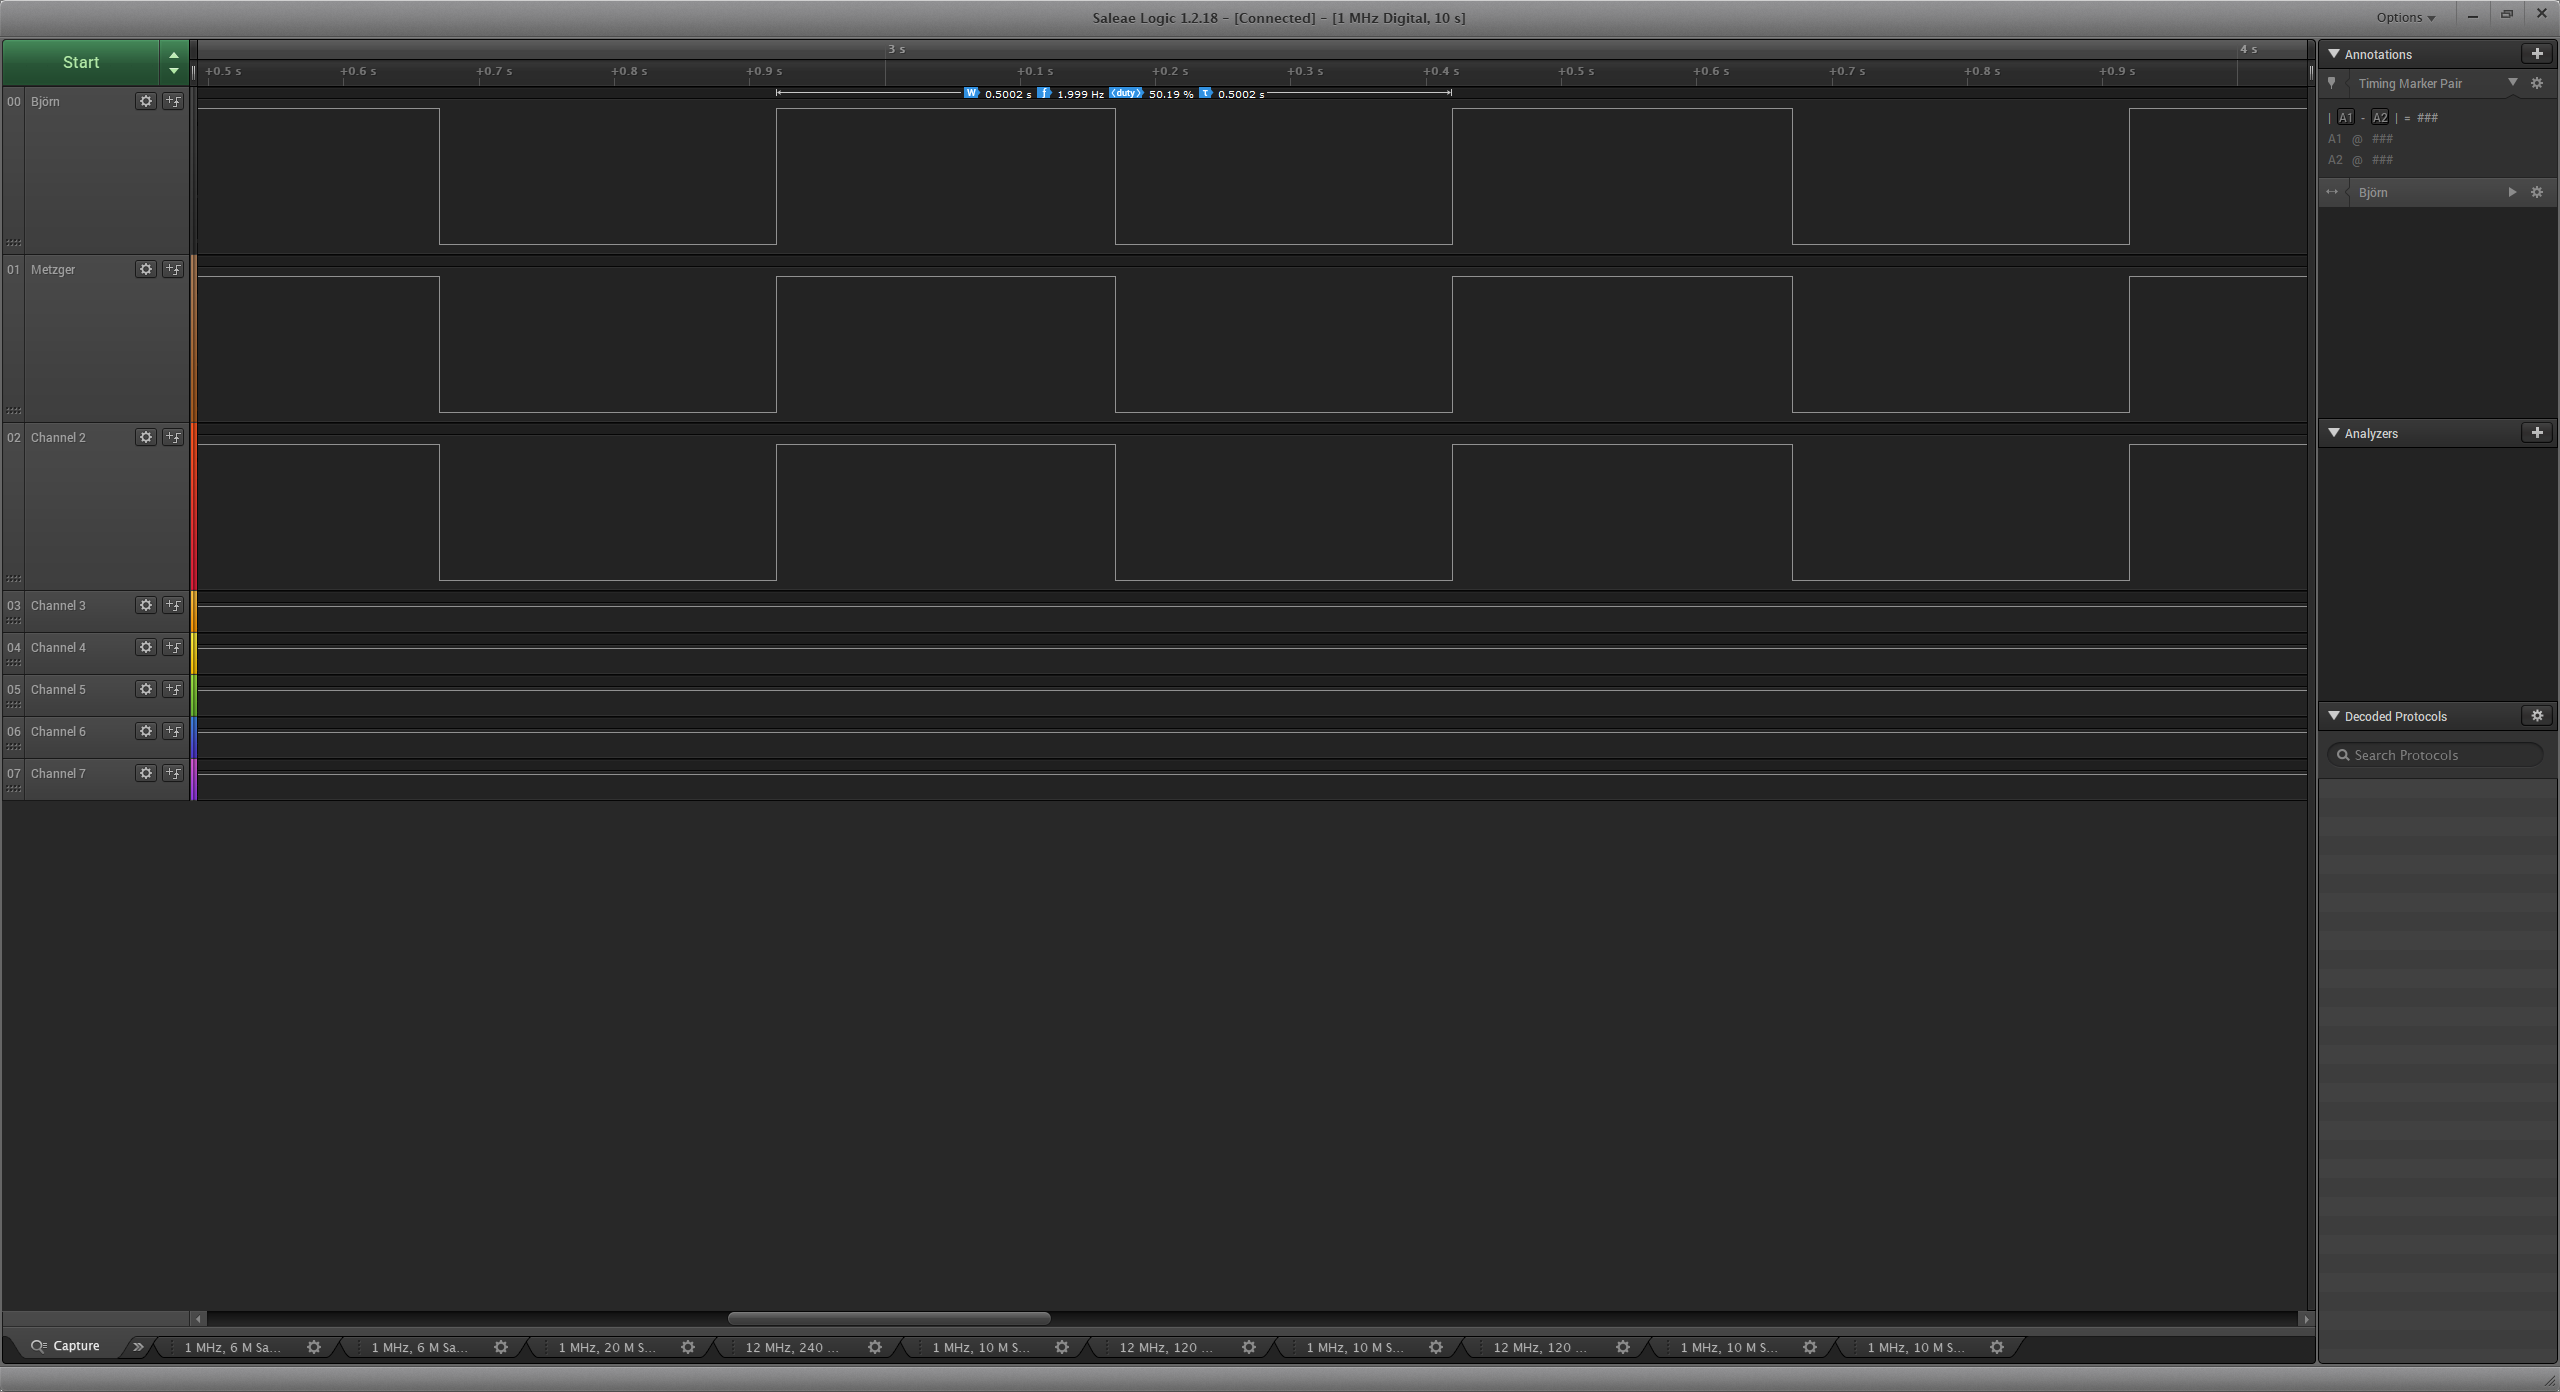 Saleae Logic 1.2.18 - [Connected] - [1 MHz Digital, 10 s]
Options
Start
3 s
4 s
+0.5 s +0.6 s +0.7 s +0.8 s +0.9 s +0.1 s +0.2 s +0.3 s +0.4 s +0.5 s +0.6 s +0.7 s +0.8 s +0.9 s
W 0.5002 s f 1.999 Hz (duty) 50.19 % T 0.5002 s
00 Björn
01 Metzger
02 Channel 2
03 Channel 3
04 Channel 4
05 Channel 5
06 Channel 6
07 Channel 7
Annotations
Timing Marker Pair
| A1 - A2 | = ###
A1 @ ###
A2 @ ###
Björn
Analyzers
Decoded Protocols
Search Protocols
Capture
1 MHz, 6 M Sa...
1 MHz, 6 M Sa...
1 MHz, 20 M S...
12 MHz, 240 ...
1 MHz, 10 M S...
12 MHz, 120 ...
1 MHz, 10 M S...
12 MHz, 120 ...
1 MHz, 10 M S...
1 MHz, 10 M S...